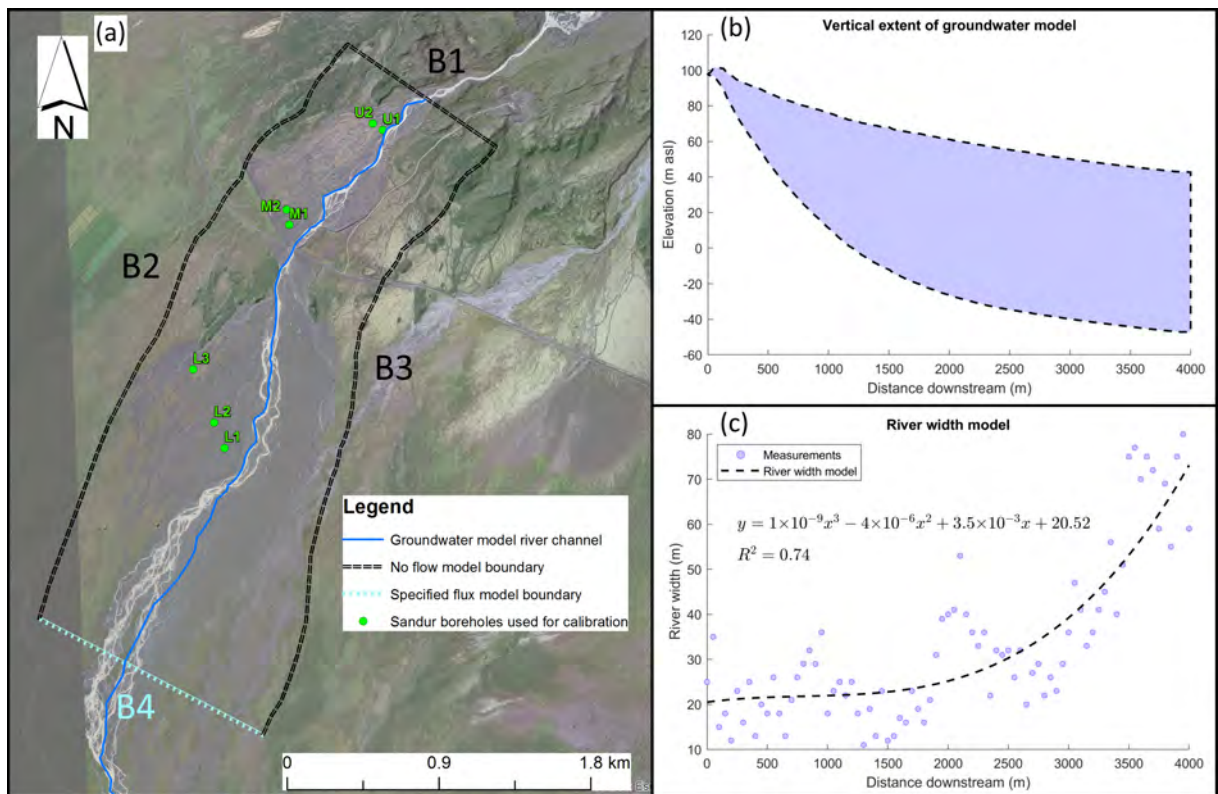 (a)
N
B1
U2
U1
M2
M1
B2
L3
B3
L2
L1
Legend
Groundwater model river channel
No flow model boundary
Specified flux model boundary
Sandur boreholes used for calibration
B4
0 0.9 1.8 km
(b)
Vertical extent of groundwater model
Elevation (m asl)
120
100
80
60
40
20
0
-20
-40
-60
0 500 1000 1500 2000 2500 3000 3500 4000
Distance downstream (m)
(c)
River width model
Measurements
River width model
y = 1×10⁻⁹x³ − 4×10⁻⁶x² + 3.5×10⁻³x + 20.52
R² = 0.74
River width (m)
80
70
60
50
40
30
20
10
0 500 1000 1500 2000 2500 3000 3500 4000
Distance downstream (m)